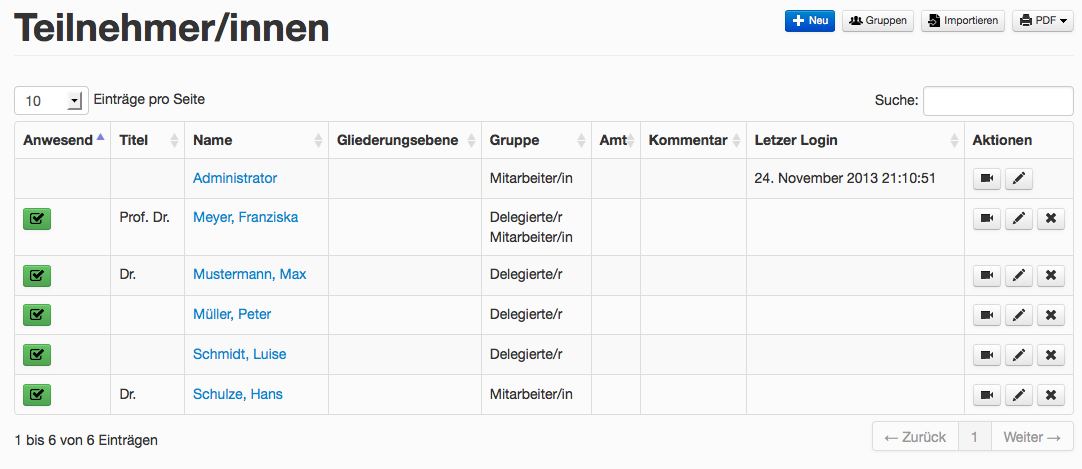 Teilnehmer/innen
Neu Gruppen Importieren PDF
10 Einträge pro Seite Suche:
Anwesend Titel Name Gliederungsebene Gruppe Amt Kommentar Letzer Login Aktionen
Administrator Mitarbeiter/in 24. November 2013 21:10:51
Prof. Dr. Meyer, Franziska Delegierte/r
Mitarbeiter/in
Dr. Mustermann, Max Delegierte/r
Müller, Peter Delegierte/r
Schmidt, Luise Delegierte/r
Dr. Schulze, Hans Mitarbeiter/in
1 bis 6 von 6 Einträgen ← Zurück 1 Weiter →